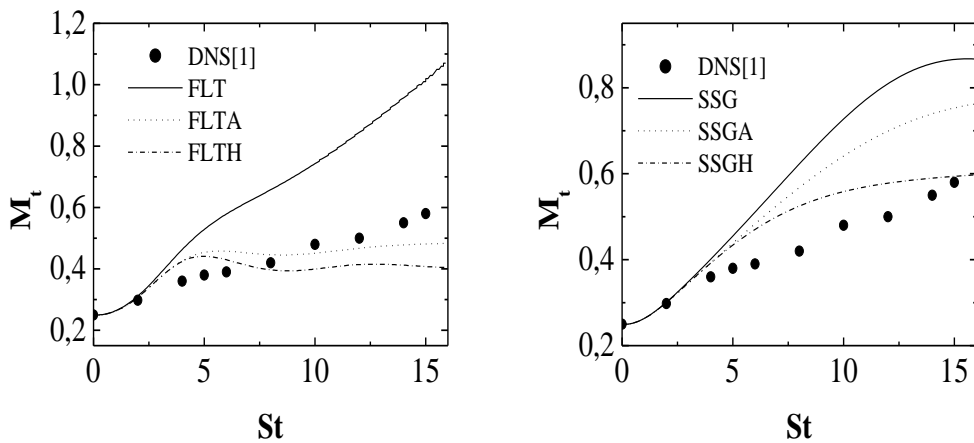 1,2
1,0
0,8
0,6
0,4
0,2
M_t
DNS[1]
FLT
FLTA
FLTH
0 5 10 15
St
0,8
0,6
0,4
0,2
M_t
DNS[1]
SSG
SSGA
SSGH
0 5 10 15
St